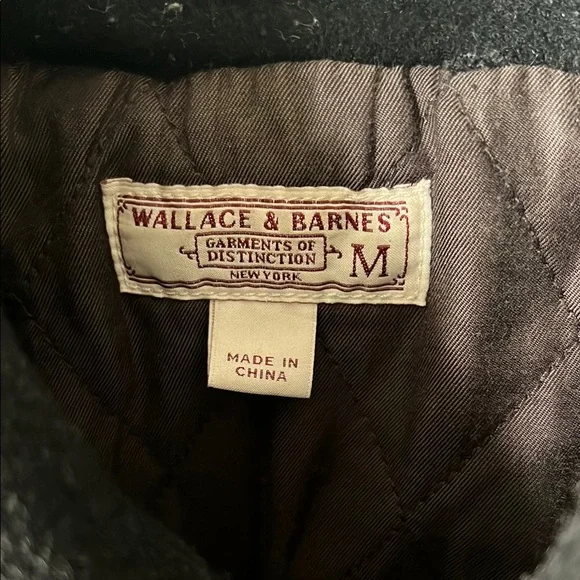 WALLACE & BARNES
GARMENTS OF
DISTINCTION
NEW YORK
M
MADE IN
CHINA